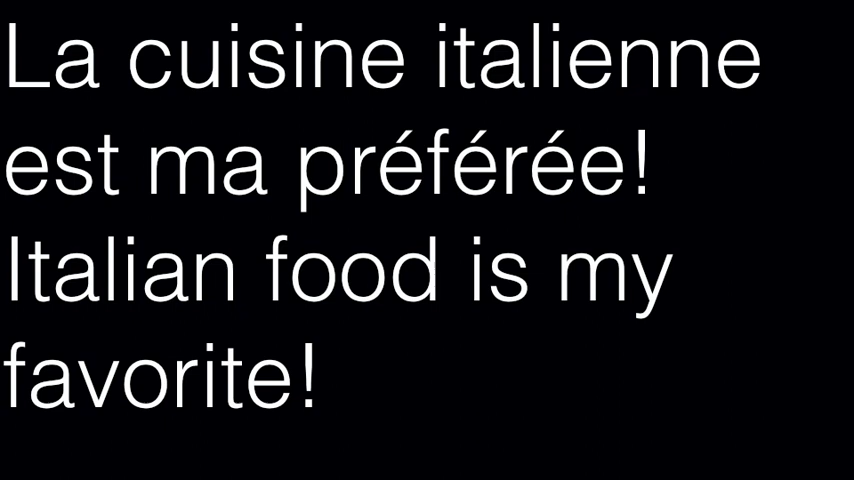 La cuisine italienne
est ma préférée!
Italian food is my
favorite!